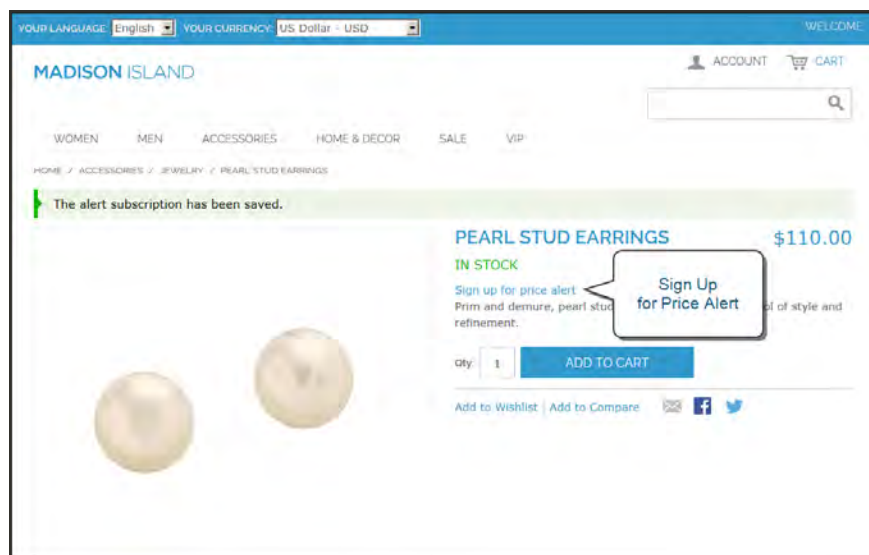 YOUR LANGUAGE: English YOUR CURRENCY: US Dollar - USD WELCOME
MADISON ISLAND
ACCOUNT CART
WOMEN MEN ACCESSORIES HOME & DECOR SALE VIP
HOME / ACCESSORIES / JEWELRY / PEARL STUD EARRINGS
The alert subscription has been saved.
PEARL STUD EARRINGS $110.00
IN STOCK
Sign up for price alert
Sign Up
for Price Alert
Prim and demure, pearl stud of style and
refinement.
Qty: 1 ADD TO CART
Add to Wishlist | Add to Compare